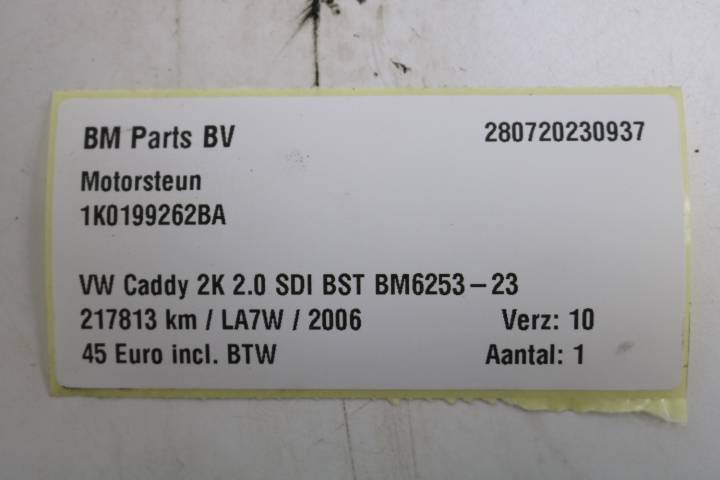 BM Parts BV 280720230937
Motorsteun
1K0199262BA
VW Caddy 2K 2.0 SDI BST BM6253-23
217813 km / LA7W / 2006 Verz: 10
45 Euro incl. BTW Aantal: 1